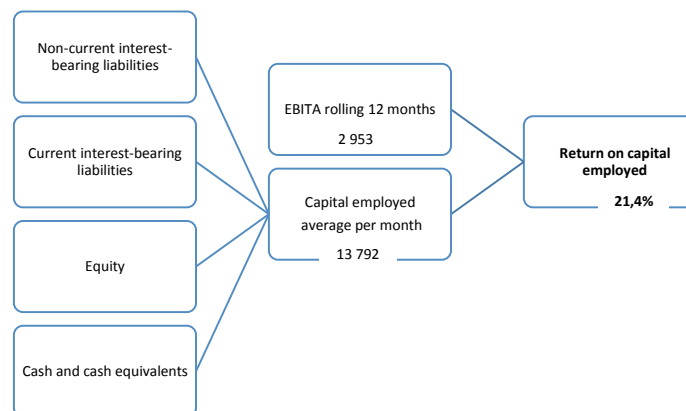 Non-current interest-
bearing liabilities
Current interest-bearing
liabilities
Equity
Cash and cash equivalents
EBITA rolling 12 months
2 953
Capital employed
average per month
13 792
Return on capital
employed
21,4%